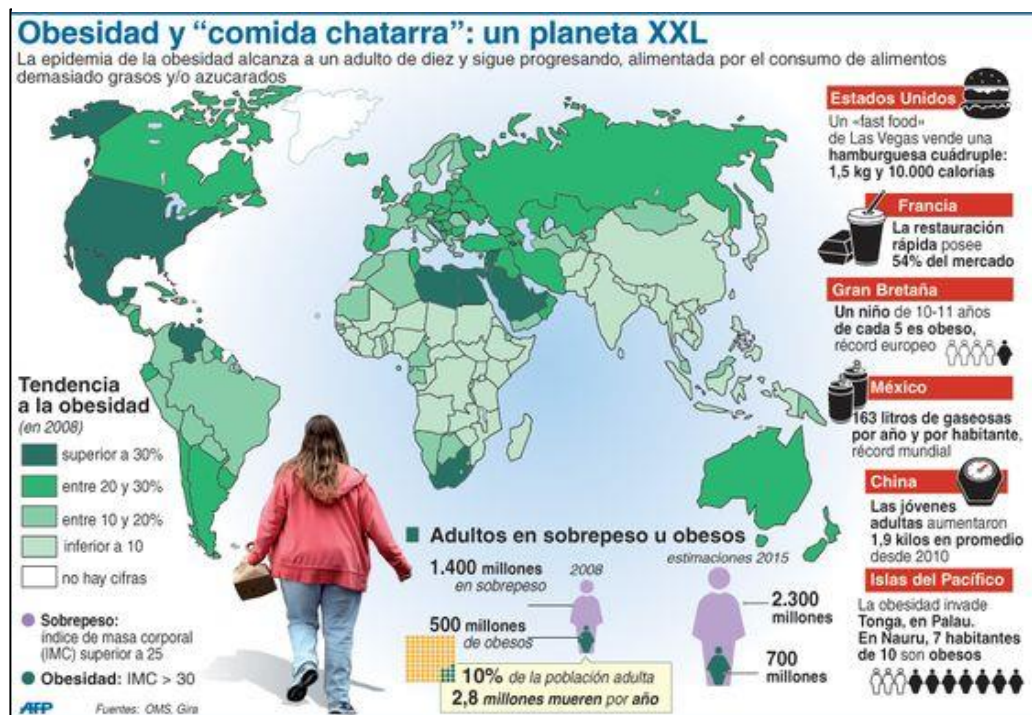 Obesidad y “comida chatarra”: un planeta XXL
La epidemia de la obesidad alcanza a un adulto de diez y sigue progresando, alimentada por el consumo de alimentos
demasiado grasos y/o azucarados
Estados Unidos
Un «fast food»
de Las Vegas vende una
hamburguesa cuádruple:
1,5 kg y 10.000 calorías
Francia
La restauración
rápida posee
54% del mercado
Gran Bretaña
Un niño de 10-11 años
de cada 5 es obeso,
récord europeo
México
163 litros de gaseosas
por año y por habitante,
récord mundial
China
Las jóvenes
adultas aumentaron
1,9 kilos en promedio
desde 2010
Islas del Pacífico
La obesidad invade
Tonga, en Palau.
En Nauru, 7 habitantes
de 10 son obesos
Tendencia
a la obesidad
(en 2008)
superior a 30%
entre 20 y 30%
entre 10 y 20%
inferior a 10
no hay cifras
Sobrepeso:
índice de masa corporal
(IMC) superior a 25
Obesidad: IMC > 30
Adultos en sobrepeso u obesos
1.400 millones
en sobrepeso
2008
estimaciones 2015
500 millones
de obesos
2.300
millones
700
millones
10% de la población adulta
2,8 millones mueren por año
AFP
Fuentes: OMS, Gira